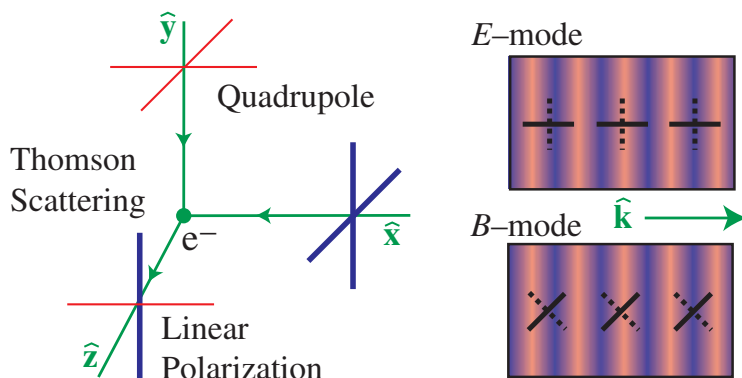 ŷ
Quadrupole
Thomson
Scattering
e–
x̂
ẑ
Linear
Polarization
E–mode
k̂
B–mode